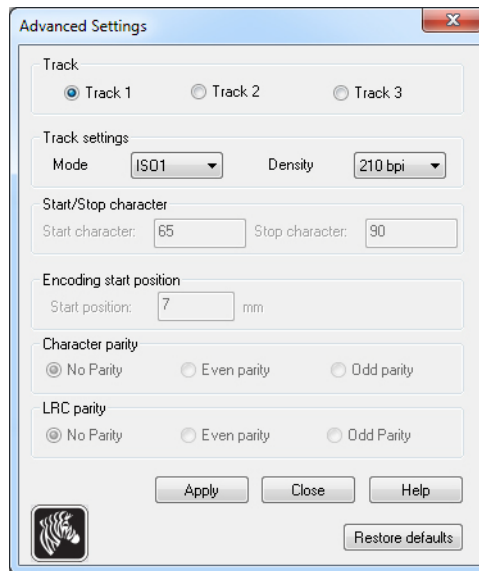 Advanced Settings
Track
Track 1 Track 2 Track 3
Track settings
Mode ISO1 Density 210 bpi
Start/Stop character
Start character: 65 Stop character: 90
Encoding start position
Start position: 7 mm
Character parity
No Parity Even parity Odd parity
LRC parity
No Parity Even parity Odd Parity
Apply Close Help
Restore defaults